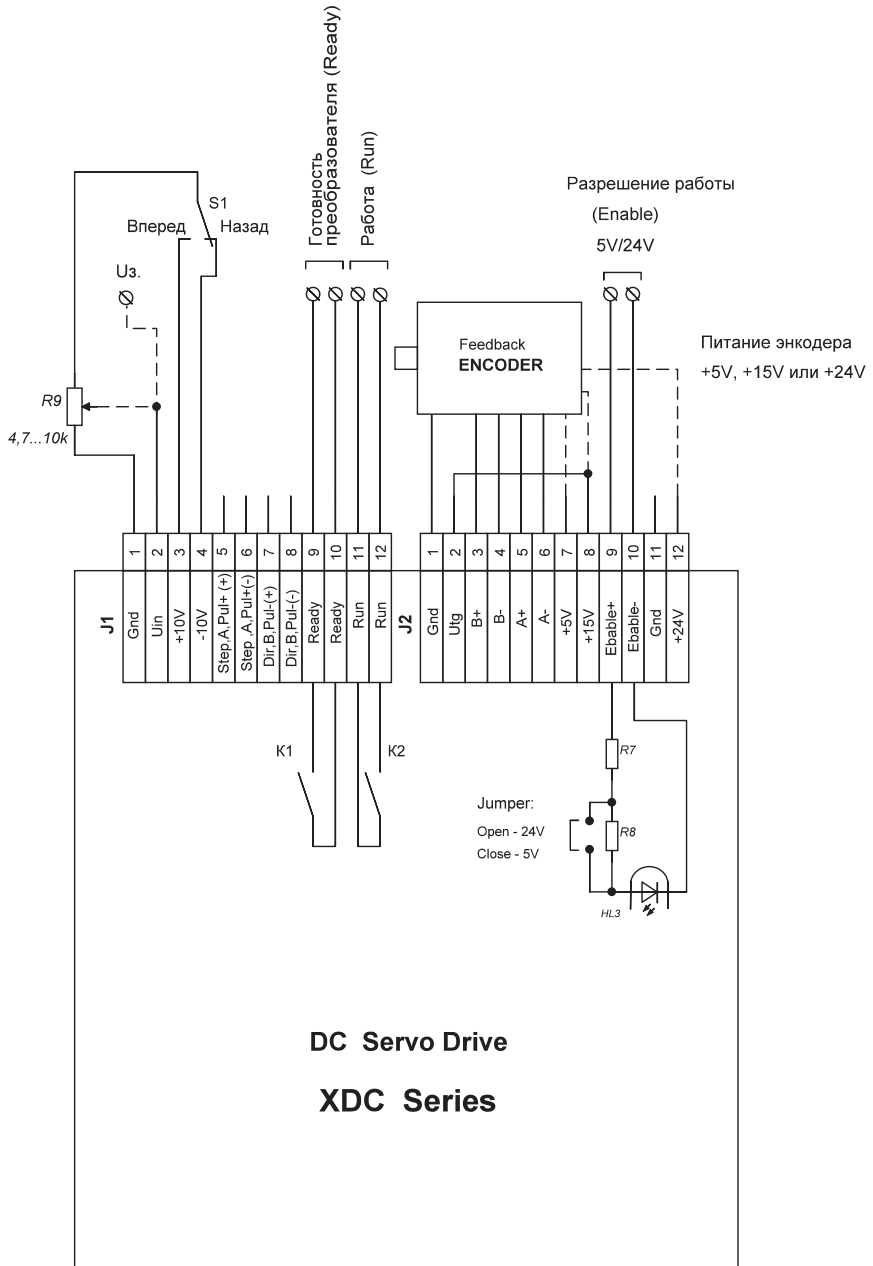 Готовность
преобразователя (Ready)
Работа (Run)
S1
Вперед
Назад
Uз.
R9
4,7...10k
Разрешение работы
(Enable)
5V/24V
Feedback
ENCODER
Питание энкодера
+5V, +15V или +24V
J1
1
2
3
4
5
6
7
8
9
10
11
12
Gnd
Uin
+10V
-10V
Step,A,Pul+ (+)
Step ,A,Pul+(-)
Dir,B,Pul-(+)
Dir,B,Pul-(-)
Ready
Ready
Run
Run
J2
1
2
3
4
5
6
7
8
9
10
11
12
Gnd
Utg
B+
B-
A+
A-
+5V
+15V
Ebable+
Ebable-
Gnd
+24V
K1
K2
R7
Jumper:
Open - 24V
Close - 5V
R8
HL3
DC Servo Drive
XDC Series